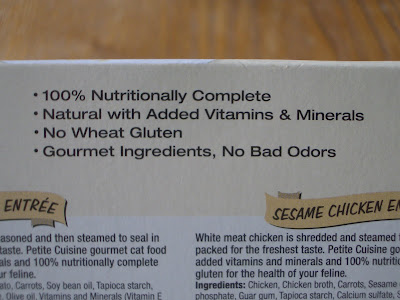 • 100% Nutritionally Complete
• Natural with Added Vitamins & Minerals
• No Wheat Gluten
• Gourmet Ingredients, No Bad Odors
ENTRÉE
SESAME CHICKEN EN
asoned and then steamed to seal in
taste. Petite Cuisine gourmet cat food
als and 100% nutritionally complete
ur feline.
ato, Carrots, Soy bean oil, Tapioca starch,
Olive oil, Vitamins and Minerals (Vitamin E
White meat chicken is shredded and steamed
packed for the freshest taste. Petite Cuisine go
added vitamins and minerals and 100% nutriti
gluten for the health of your feline.
Ingredients: Chicken, Chicken broth, Carrots, Sesame
phosphate, Guar gum, Tapioca starch, Calcium sulfate, S